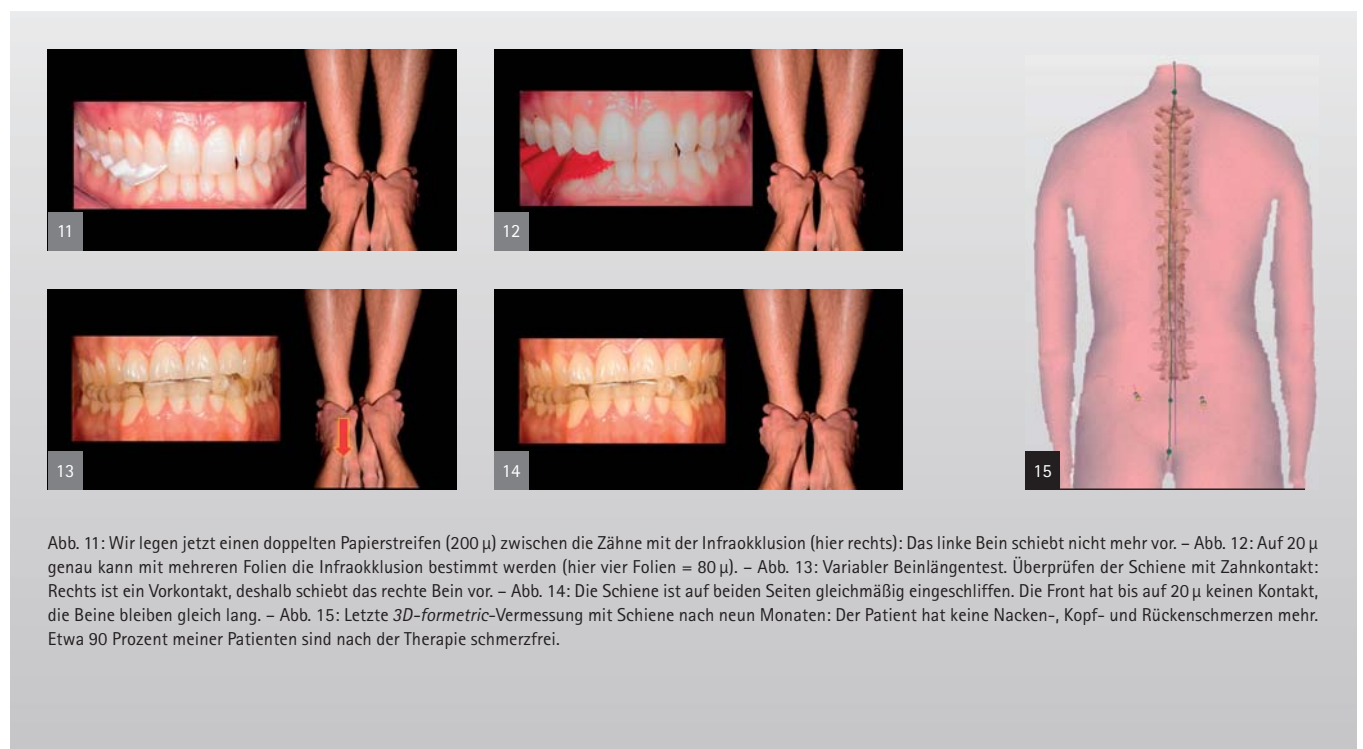 11
12
13
14
15
Abb. 11: Wir legen jetzt einen doppelten Papierstreifen (200 µ) zwischen die Zähne mit der Infraokklusion (hier rechts): Das linke Bein schiebt nicht mehr vor. – Abb. 12: Auf 20 µ
genau kann mit mehreren Folien die Infraokklusion bestimmt werden (hier vier Folien = 80 µ). – Abb. 13: Variabler Beinlängentest. Überprüfen der Schiene mit Zahnkontakt:
Rechts ist ein Vorkontakt, deshalb schiebt das rechte Bein vor. – Abb. 14: Die Schiene ist auf beiden Seiten gleichmäßig eingeschliffen. Die Front hat bis auf 20 µ keinen Kontakt,
die Beine bleiben gleich lang. – Abb. 15: Letzte 3D-formetric-Vermessung mit Schiene nach neun Monaten: Der Patient hat keine Nacken-, Kopf- und Rückenschmerzen mehr.
Etwa 90 Prozent meiner Patienten sind nach der Therapie schmerzfrei.